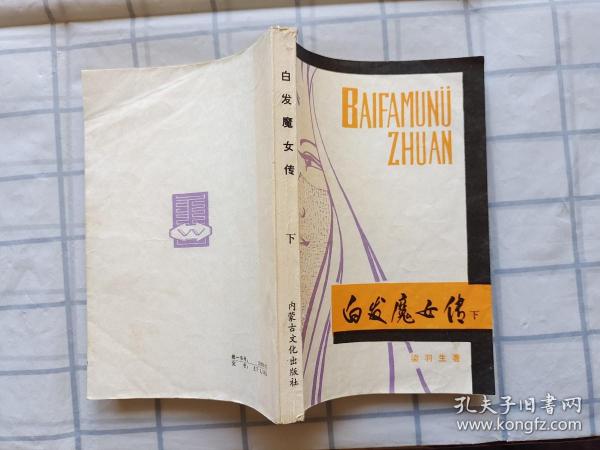 白发魔女传
下
内蒙古文化出版社
BAIFAMUNÜ
ZHUAN
白发魔女传下
梁羽生著
孔夫子旧书网
www.kongfz.com